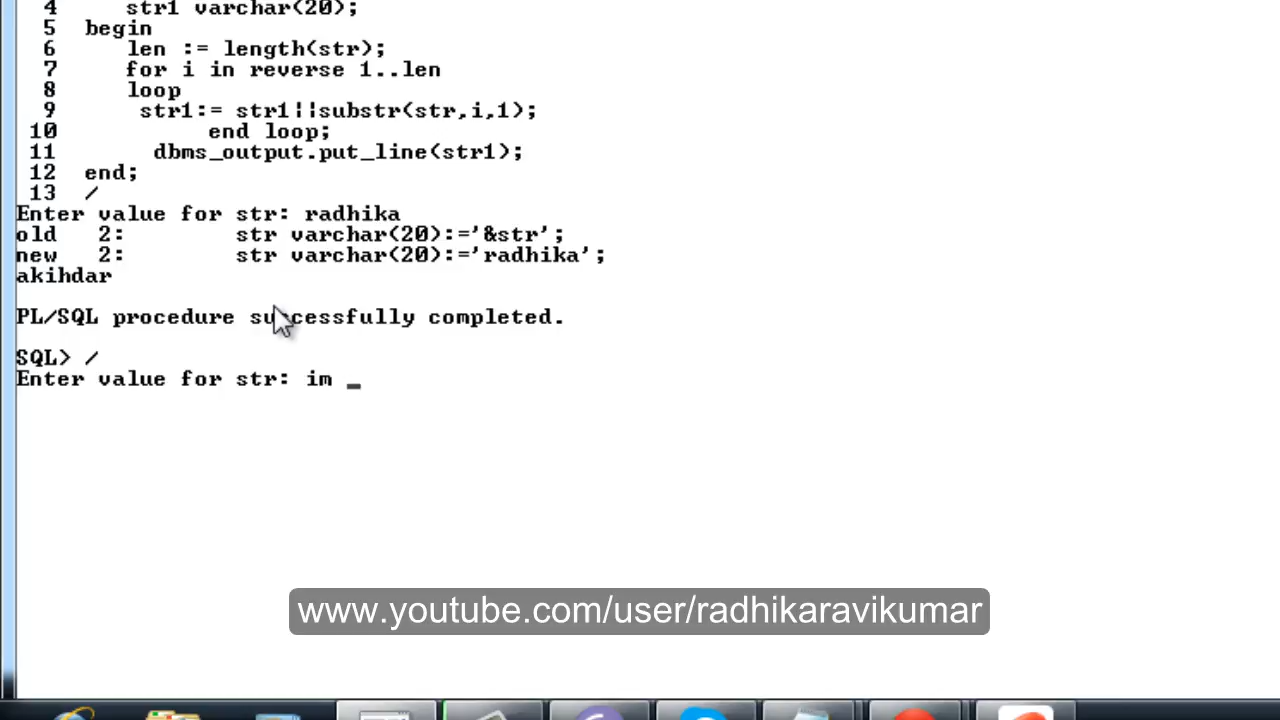 4 str1 varchar(20);
5 begin
6 len := length(str);
7 for i in reverse 1..len
8 loop
9 str1:= str1||substr(str,i,1);
10 end loop;
11 dbms_output.put_line(str1);
12 end;
13 /
Enter value for str: radhika
old 2: str varchar(20):='&str';
new 2: str varchar(20):='radhika';
akihdar
PL/SQL procedure successfully completed.
SQL> /
Enter value for str: im _
www.youtube.com/user/radhikaravikumar